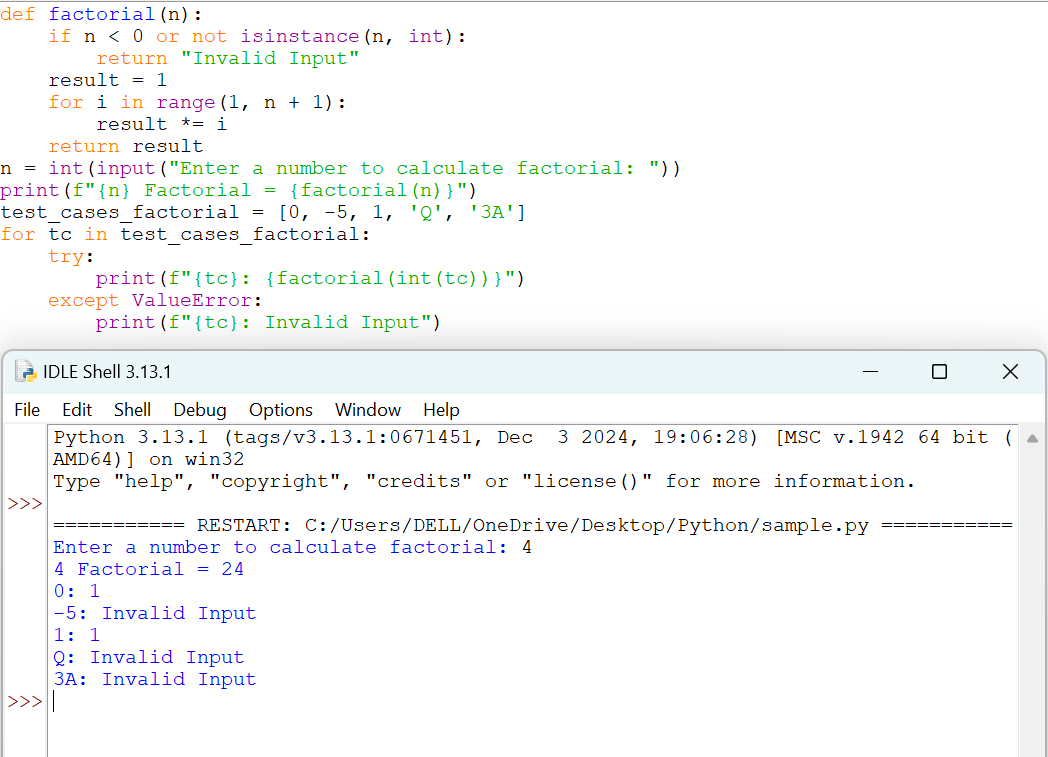 def factorial(n):
    if n < 0 or not isinstance(n, int):
        return "Invalid Input"
    result = 1
    for i in range(1, n + 1):
        result *= i
    return result
n = int(input("Enter a number to calculate factorial: "))
print(f"{n} Factorial = {factorial(n)}")
test_cases_factorial = [0, -5, 1, 'Q', '3A']
for tc in test_cases_factorial:
    try:
        print(f"{tc}: {factorial(int(tc))}")
    except ValueError:
        print(f"{tc}: Invalid Input")
IDLE Shell 3.13.1
File Edit Shell Debug Options Window Help
Python 3.13.1 (tags/v3.13.1:0671451, Dec  3 2024, 19:06:28) [MSC v.1942 64 bit (
AMD64)] on win32
Type "help", "copyright", "credits" or "license()" for more information.
>>>
=========== RESTART: C:/Users/DELL/OneDrive/Desktop/Python/sample.py ===========
Enter a number to calculate factorial: 4
4 Factorial = 24
0: 1
-5: Invalid Input
1: 1
Q: Invalid Input
3A: Invalid Input
>>>